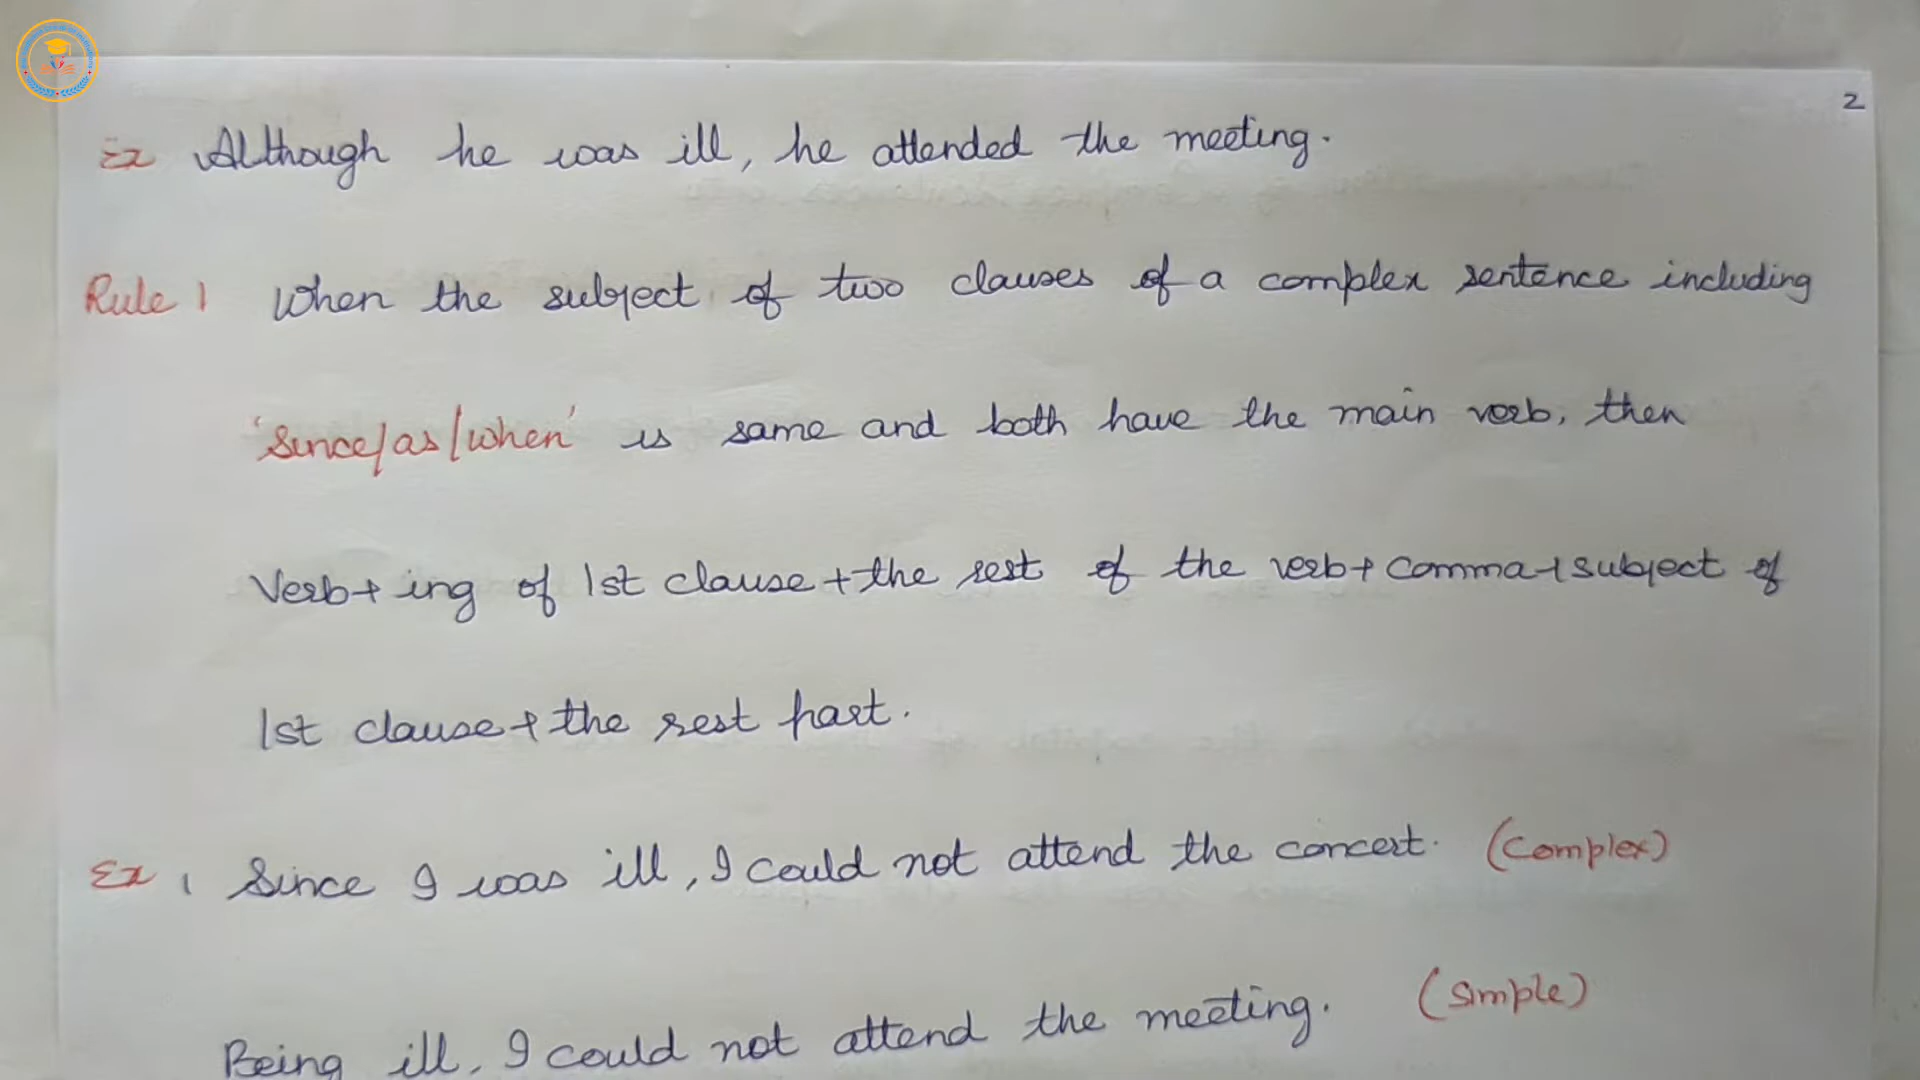 2
Ex Although he was ill, he attended the meeting.
Rule 1 When the subject of two clauses of a complex sentence including
'Since/as/when' is same and both have the main verb, then
Verb+ing of 1st clause+the rest of the verb+comma+subject of
1st clause+the rest part.
Ex 1 Since I was ill, I could not attend the concert. (Complex)
Being ill, I could not attend the meeting. (Simple)